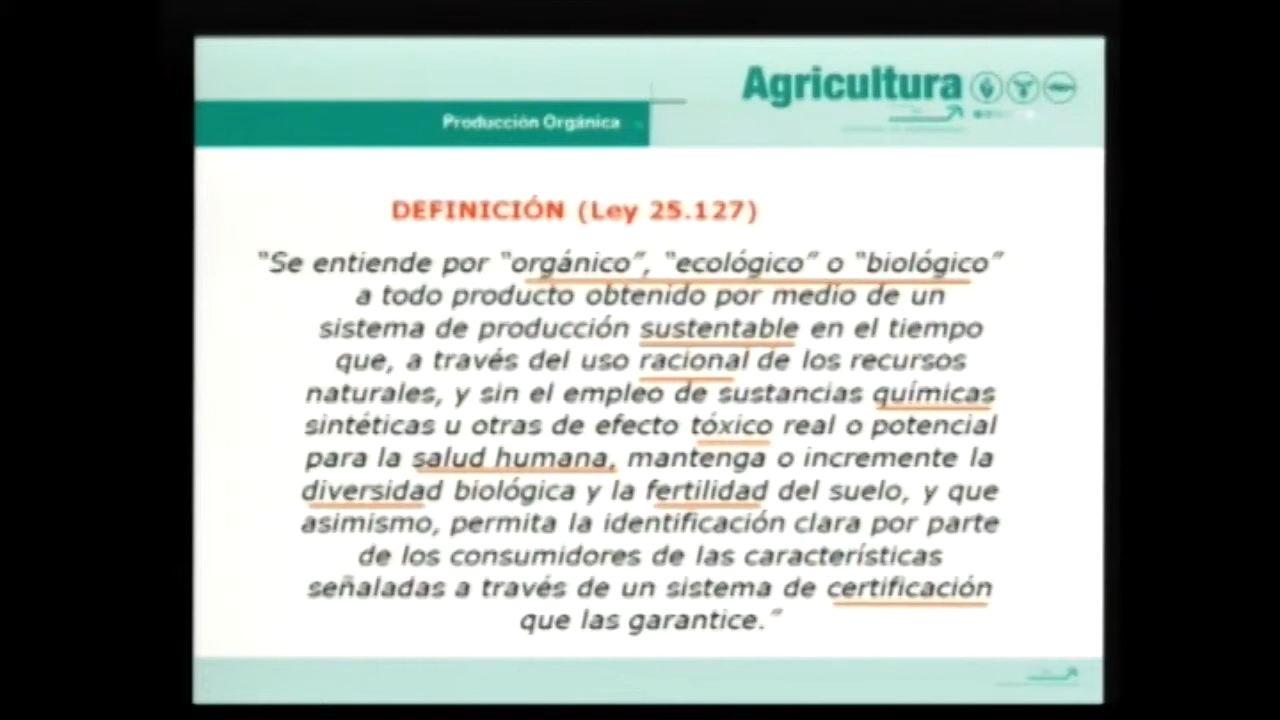 Agricultura
Producción Orgánica
DEFINICIÓN (Ley 25.127)
“Se entiende por “orgánico”, “ecológico” o “biológico”
a todo producto obtenido por medio de un
sistema de producción sustentable en el tiempo
que, a través del uso racional de los recursos
naturales, y sin el empleo de sustancias químicas
sintéticas u otras de efecto tóxico real o potencial
para la salud humana, mantenga o incremente la
diversidad biológica y la fertilidad del suelo, y que
asimismo, permita la identificación clara por parte
de los consumidores de las características
señaladas a través de un sistema de certificación
que las garantice.”